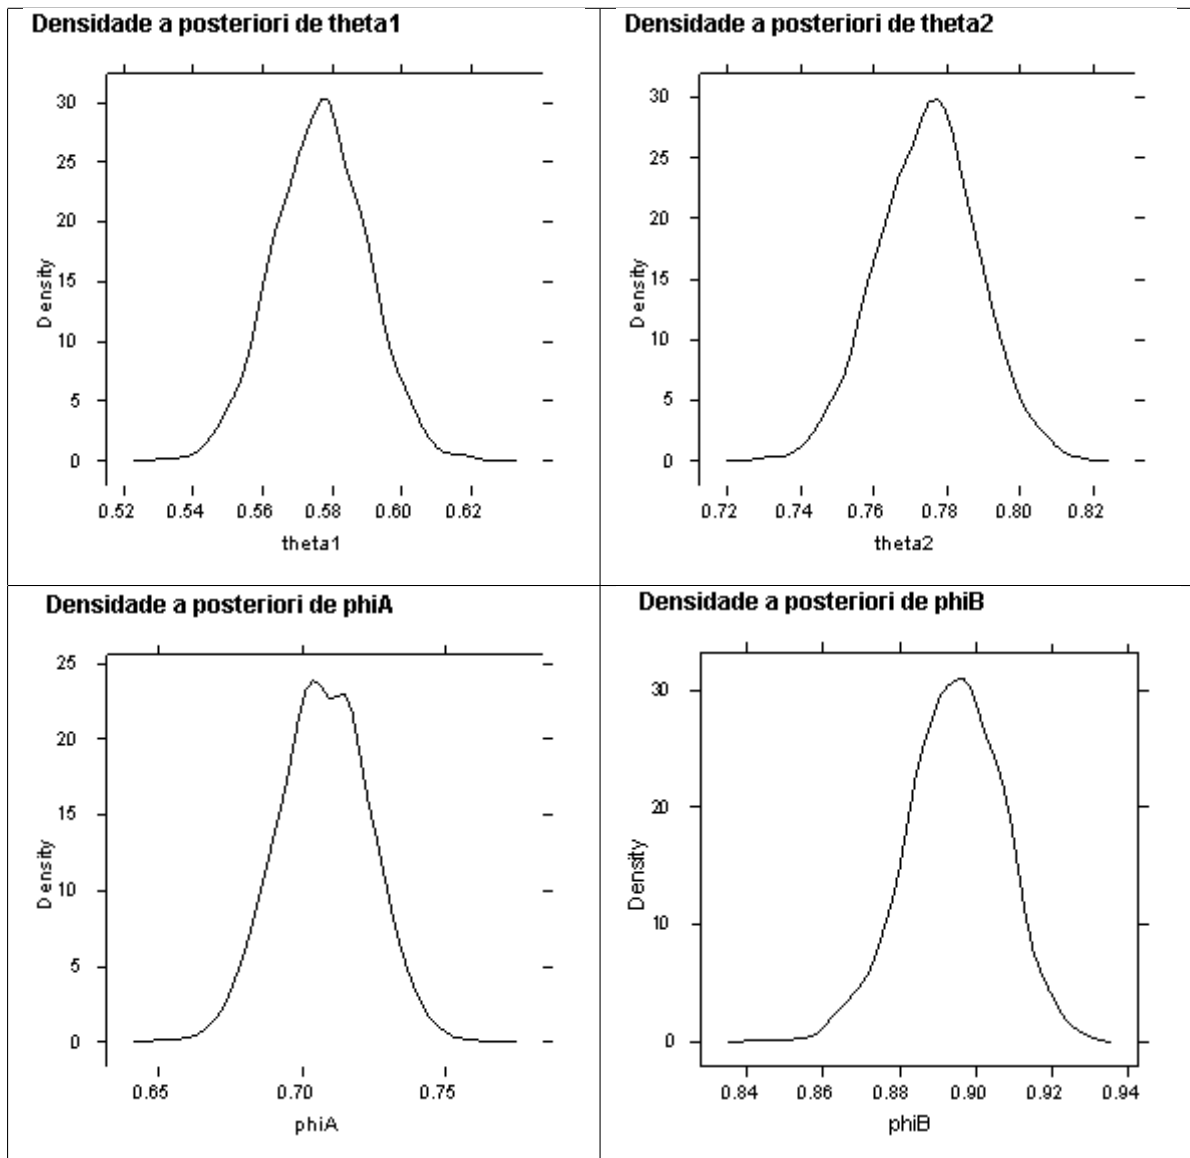 Densidade a posteriori de theta1
30
25
20
15
10
5
0
Density
0.52 0.54 0.56 0.58 0.60 0.62
theta1
Densidade a posteriori de theta2
30
25
20
15
10
5
0
Density
0.72 0.74 0.76 0.78 0.80 0.82
theta2
Densidade a posteriori de phiA
25
20
15
10
5
0
Density
0.65 0.70 0.75
phiA
Densidade a posteriori de phiB
30
20
10
0
Density
0.84 0.86 0.88 0.90 0.92 0.94
phiB